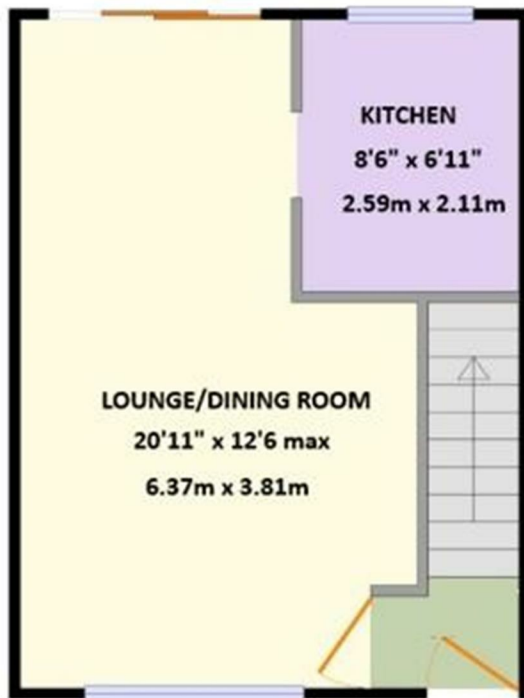 KITCHEN
8'6" x 6'11"
2.59m x 2.11m
LOUNGE/DINING ROOM
20'11" x 12'6 max
6.37m x 3.81m